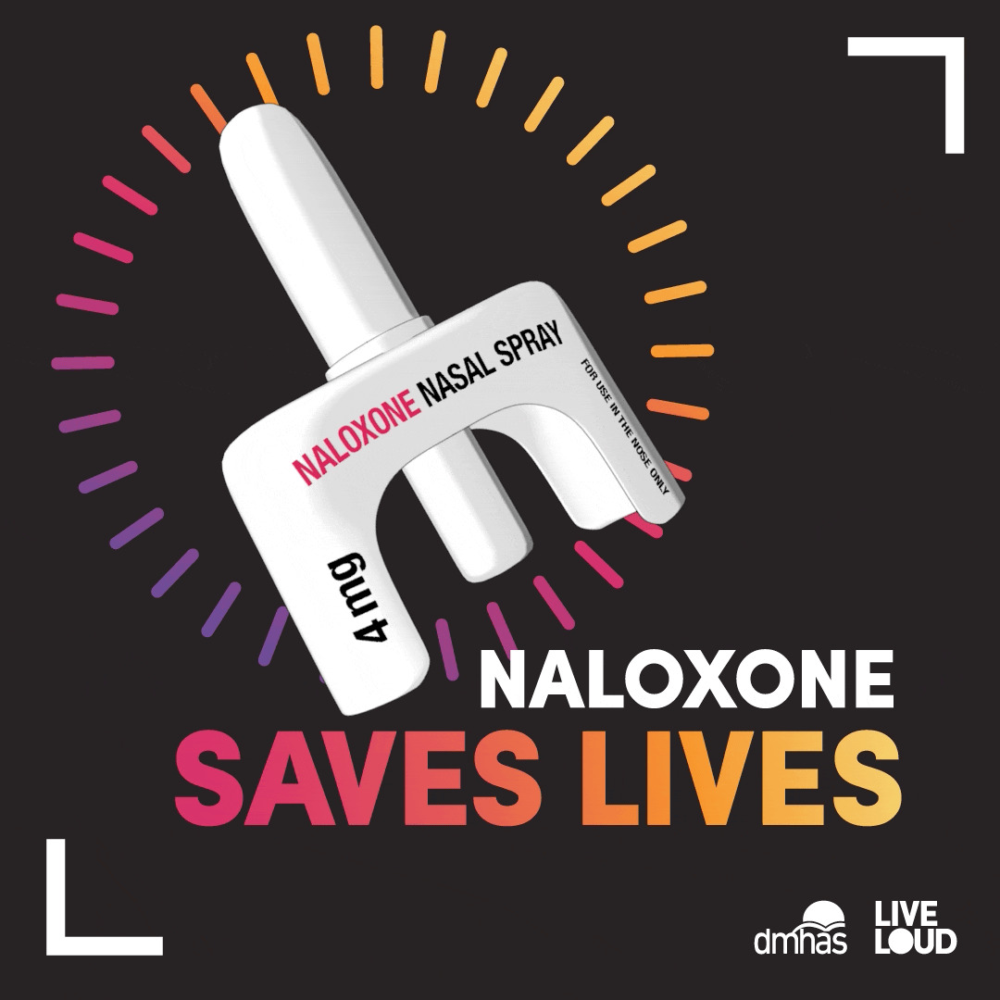 NALOXONE NASAL SPRAY
FOR USE IN THE NOSE ONLY
4 mg
NALOXONE
SAVES LIVES
dmhas
LIVE
LOUD